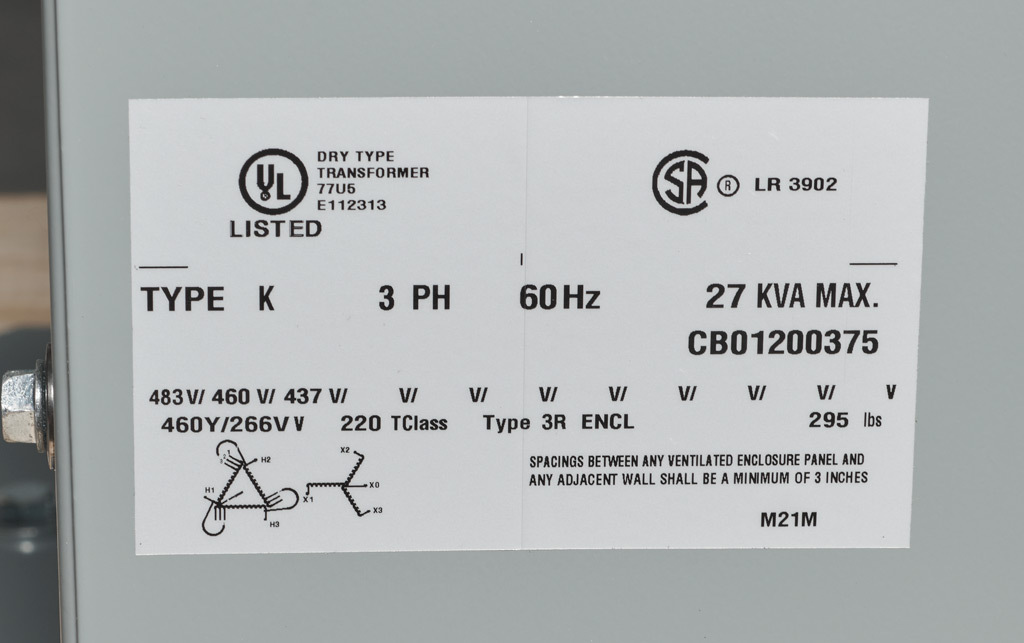 UL
LISTED
DRY TYPE
TRANSFORMER
77U5
E112313
SA ® LR 3902
TYPE K 3 PH 60Hz 27 KVA MAX.
CB01200375
483V/ 460 V/ 437 V/ V/ V/ V/ V/ V/ V/ V/ V
460Y/266V V 220 TClass Type 3R ENCL 295 lbs
H2
H1
H3
X2
X1
X0
X3
SPACINGS BETWEEN ANY VENTILATED ENCLOSURE PANEL AND
ANY ADJACENT WALL SHALL BE A MINIMUM OF 3 INCHES
M21M